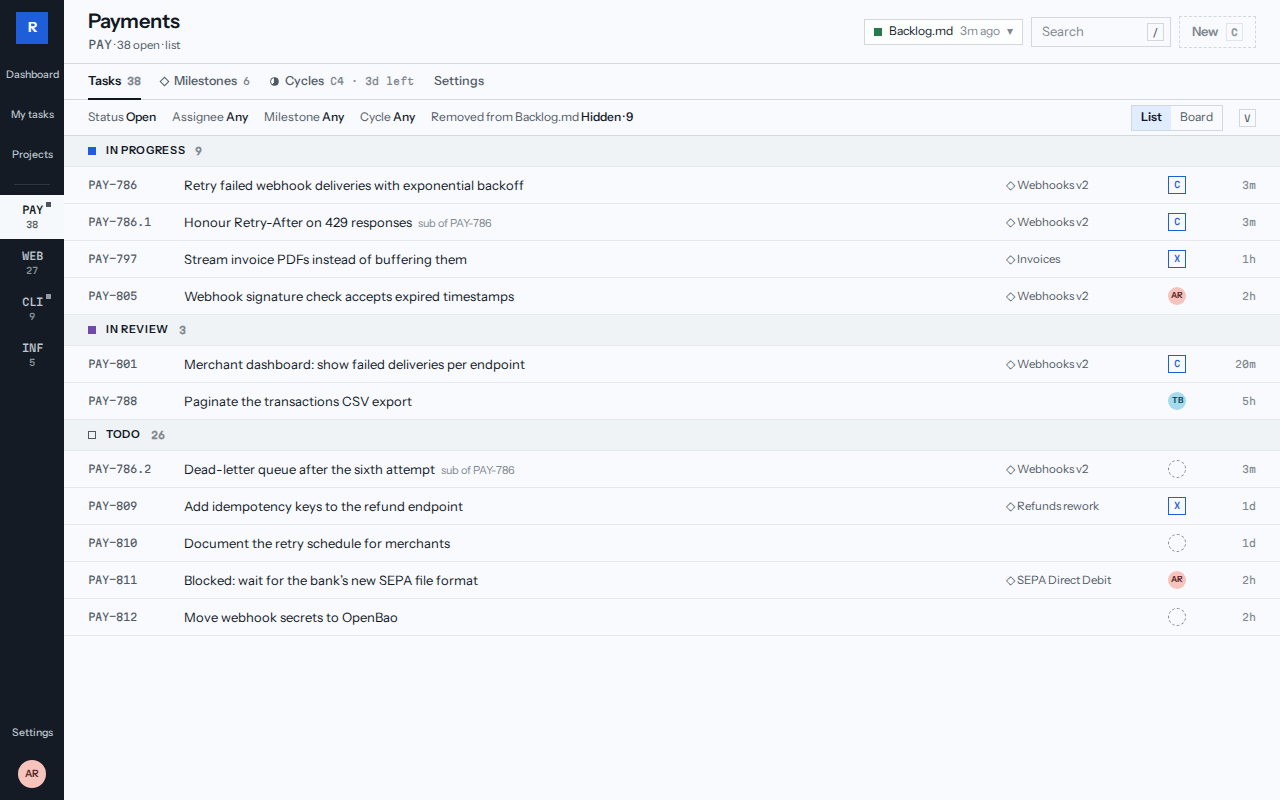 R
Dashboard
My tasks
Projects
PAY
38
WEB
27
CLI
9
INF
5
Settings
AR
Payments
PAY·38 open·list
Backlog.md 3m ago ▾
Search /
New C
Tasks 38 ◇ Milestones 6 Cycles C4 · 3d left Settings
Status Open Assignee Any Milestone Any Cycle Any Removed from Backlog.md Hidden·9
List Board V
IN PROGRESS 9
PAY-786 Retry failed webhook deliveries with exponential backoff ◇ Webhooks v2 C 3m
PAY-786.1 Honour Retry-After on 429 responses sub of PAY-786 ◇ Webhooks v2 C 3m
PAY-797 Stream invoice PDFs instead of buffering them ◇ Invoices X 1h
PAY-805 Webhook signature check accepts expired timestamps ◇ Webhooks v2 AR 2h
IN REVIEW 3
PAY-801 Merchant dashboard: show failed deliveries per endpoint ◇ Webhooks v2 C 20m
PAY-788 Paginate the transactions CSV export TB 5h
TODO 26
PAY-786.2 Dead-letter queue after the sixth attempt sub of PAY-786 ◇ Webhooks v2 3m
PAY-809 Add idempotency keys to the refund endpoint ◇ Refunds rework X 1d
PAY-810 Document the retry schedule for merchants 1d
PAY-811 Blocked: wait for the bank's new SEPA file format ◇ SEPA Direct Debit AR 2h
PAY-812 Move webhook secrets to OpenBao 2h